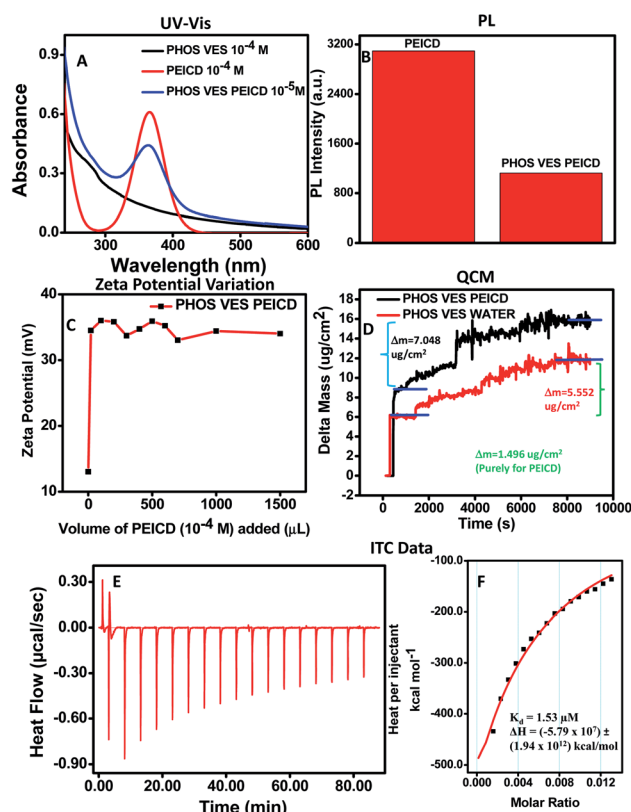 UV-Vis
PL
A
PHOS VES 10⁻⁴ M
PEICD 10⁻⁴ M
PHOS VES PEICD 10⁻⁵M
Absorbance
0.9
0.6
0.3
0.0
300
400
500
600
Wavelength (nm)
B
PEICD
PHOS VES PEICD
PL Intensity (a.u.)
3200
2400
1600
800
0
Zeta Potential Variation
QCM
C
PHOS VES PEICD
Zeta Potential (mV)
40
30
20
10
0
500
1000
1500
Volume of PEICD (10⁻⁴ M) added (µL)
PHOS VES PEICD
PHOS VES WATER
D
Δm=7.048
ug/cm²
Δm=5.552
ug/cm²
Δm=1.496 ug/cm²
(Purely for PEICD)
Delta Mass (ug/cm²)
18
16
14
12
10
8
6
4
2
0
-2
0
2000
4000
6000
8000
10000
Time (s)
ITC Data
E
Heat Flow (µcal/sec)
0.30
0.00
-0.30
-0.60
-0.90
0.00
20.00
40.00
60.00
80.00
Time (min)
F
Heat per injectant
kcal mol⁻¹
-100.0
-200.0
-300.0
-400.0
-500.0
K_d = 1.53 µM
ΔH = (-5.79 x 10⁷) ±
(1.94 x 10¹²) kcal/mol
0.000
0.004
0.008
0.012
Molar Ratio